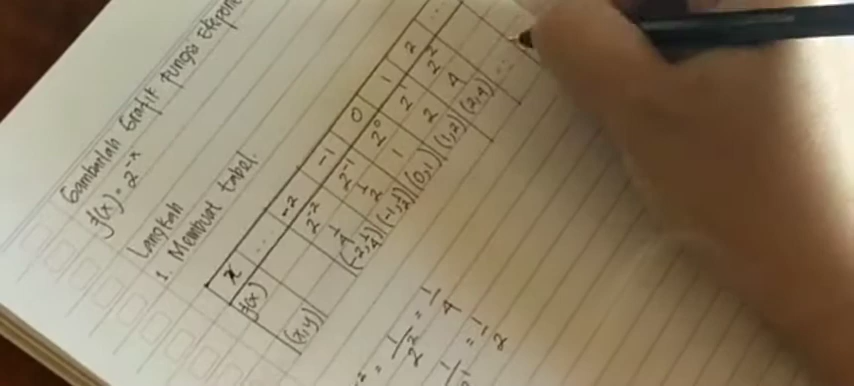 Gambarlah Grafik fungsi
f(x) = 2^-x
Langkah
1. Membuat tabel.
x ... -2 -1 0 1 2 ...
f(x) 2^-2 2^-1 2^0 2^1 2^2
1/4 1/2 1 2 4 ...
(x,y) (-2,1/4) (-1,1/2) (0,1) (1,2) (2,4)
= 1/2^2 = 1/4
= 1/2